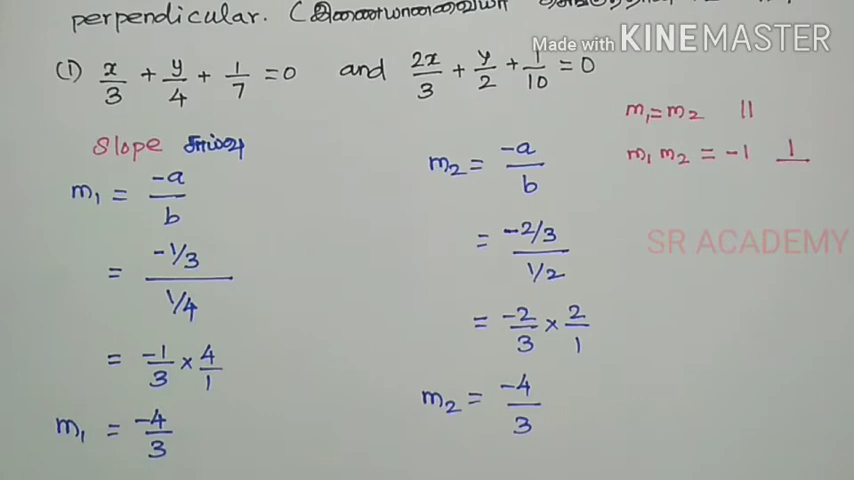 perpendicular. (இணையானவையா
Made with KINEMASTER
(i) x/3 + y/4 + 1/7 = 0 and 2x/3 + y/2 + 1/10 = 0
m₁ = m₂ ||
Slope சாய்வு
m₁ m₂ = -1 ⊥
m₁ = -a/b
m₂ = -a/b
= (-1/3)/(1/4)
= (-2/3)/(1/2)
SR ACADEMY
= -1/3 × 4/1
= -2/3 × 2/1
m₁ = -4/3
m₂ = -4/3